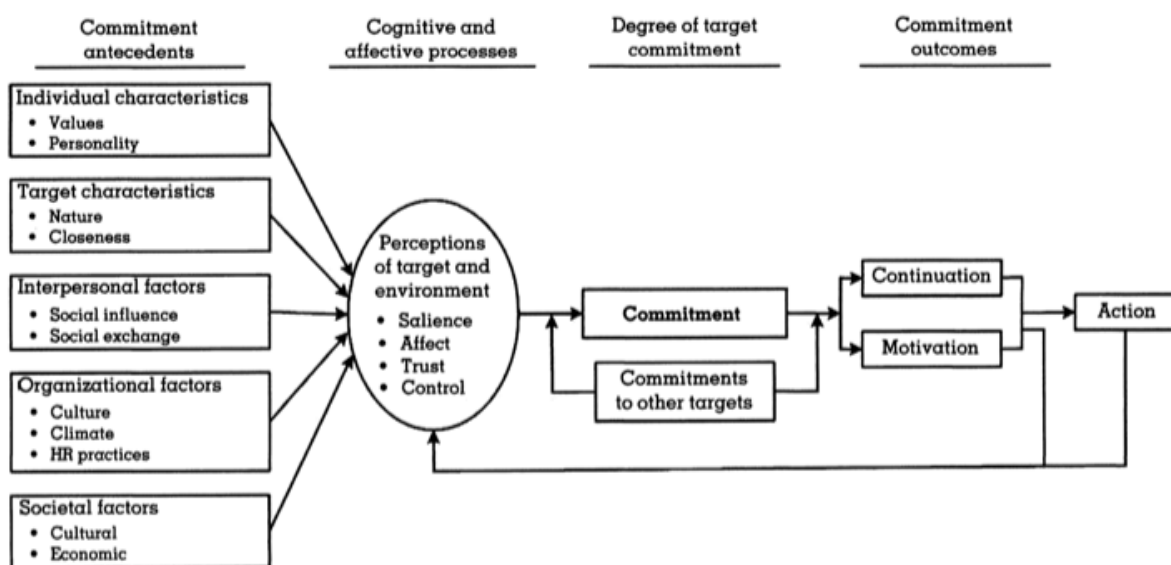 Commitment
antecedents
Cognitive and
affective processes
Degree of target
commitment
Commitment
outcomes
Individual characteristics
• Values
• Personality
Target characteristics
• Nature
• Closeness
Interpersonal factors
• Social influence
• Social exchange
Organizational factors
• Culture
• Climate
• HR practices
Societal factors
• Cultural
• Economic
Perceptions
of target and
environment
• Salience
• Affect
• Trust
• Control
Commitment
Commitments
to other targets
Continuation
Motivation
Action